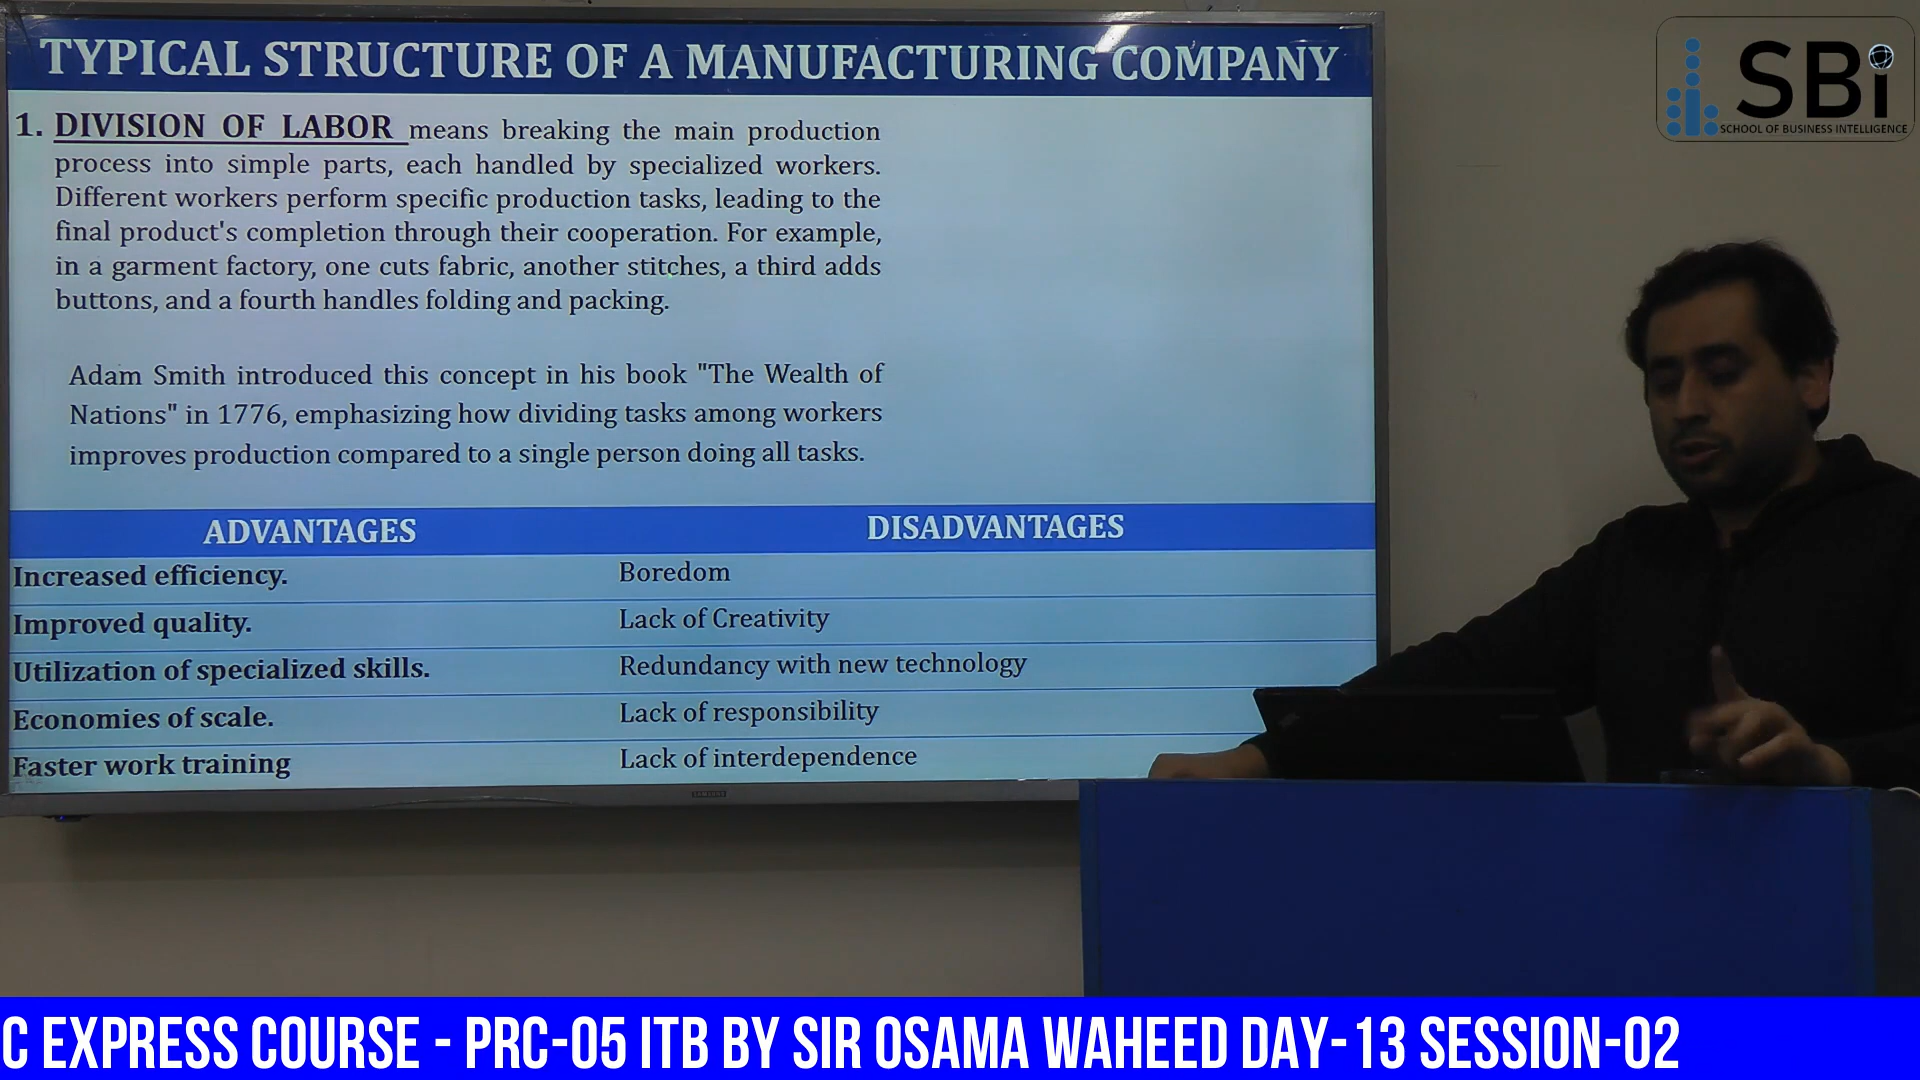 TYPICAL STRUCTURE OF A MANUFACTURING COMPANY
1. DIVISION OF LABOR means breaking the main production
process into simple parts, each handled by specialized workers.
Different workers perform specific production tasks, leading to the
final product's completion through their cooperation. For example,
in a garment factory, one cuts fabric, another stitches, a third adds
buttons, and a fourth handles folding and packing.
Adam Smith introduced this concept in his book "The Wealth of
Nations" in 1776, emphasizing how dividing tasks among workers
improves production compared to a single person doing all tasks.
ADVANTAGES DISADVANTAGES
Increased efficiency. Boredom
Improved quality. Lack of Creativity
Utilization of specialized skills. Redundancy with new technology
Economies of scale. Lack of responsibility
Faster work training Lack of interdependence
SAMSUNG
SBi
SCHOOL OF BUSINESS INTELLIGENCE
C EXPRESS COURSE - PRC-05 ITB BY SIR OSAMA WAHEED DAY-13 SESSION-02